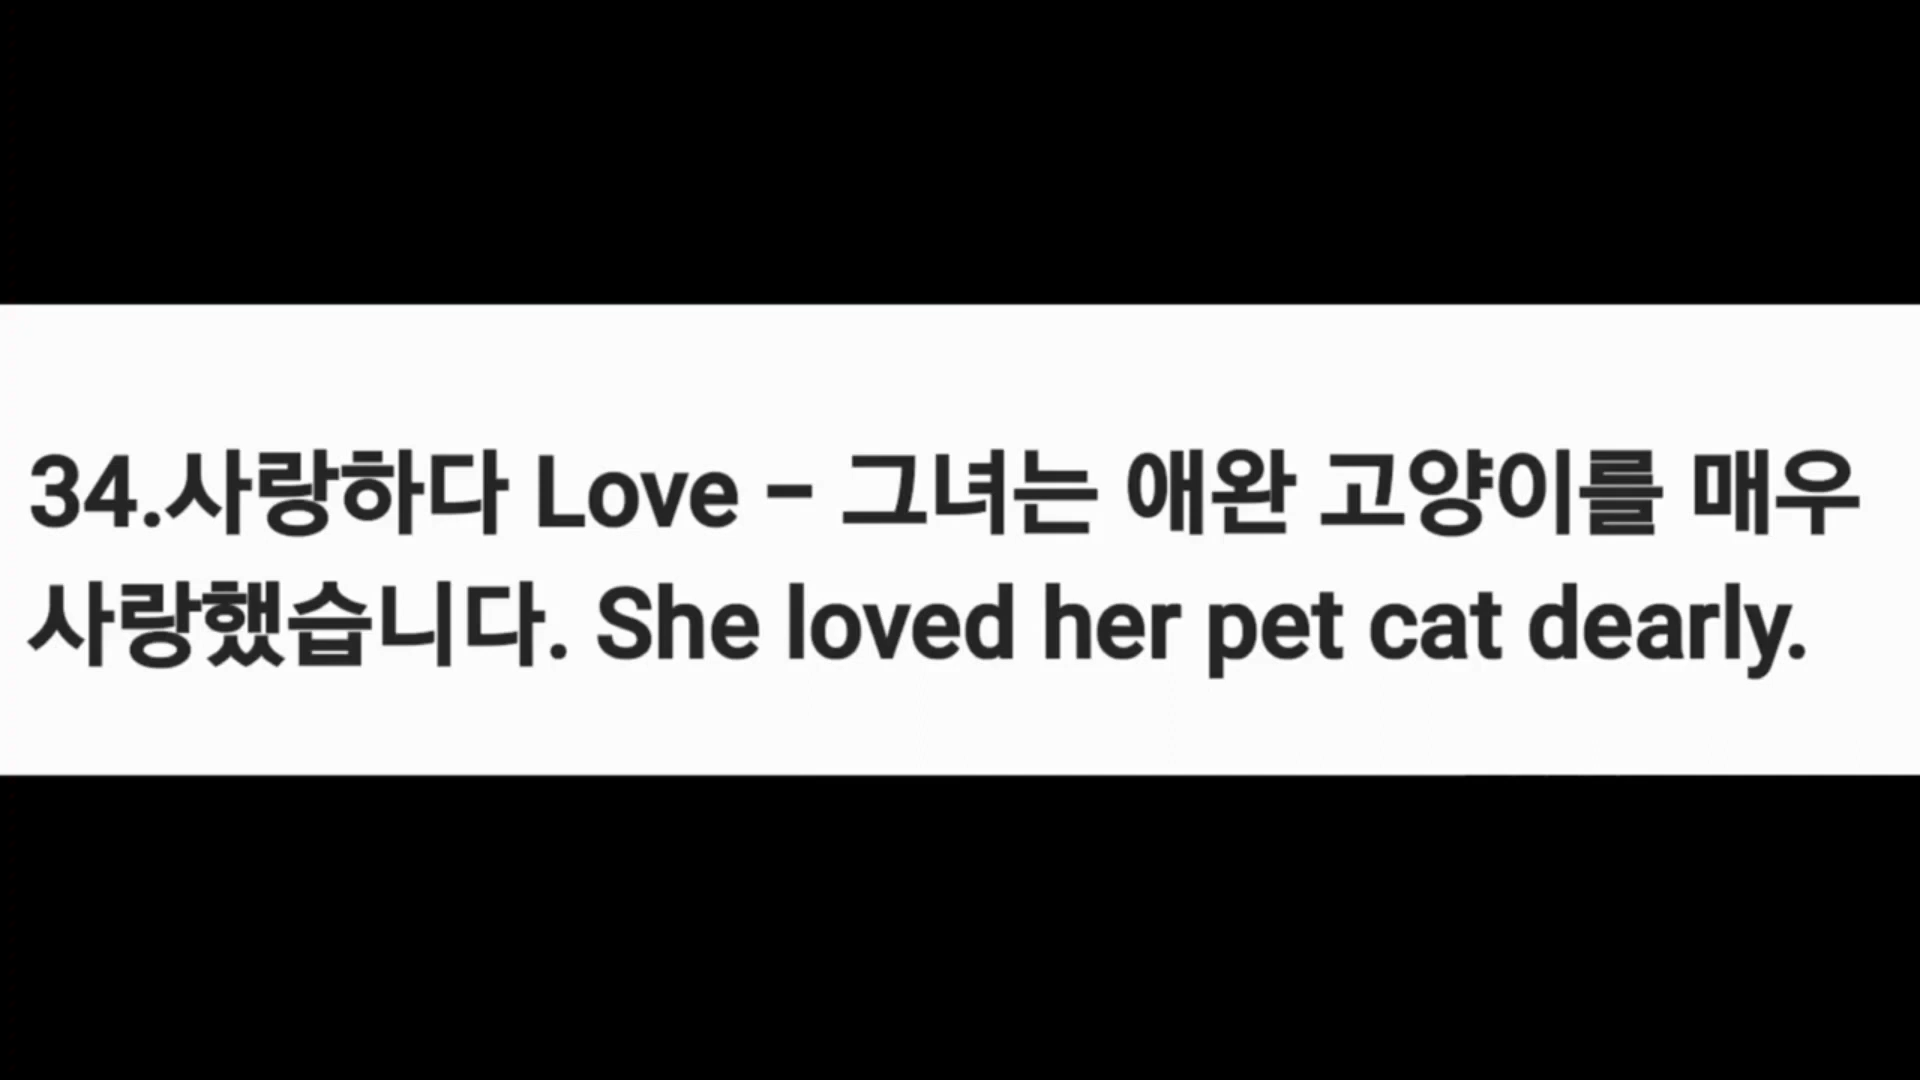 34.사랑하다 Love – 그녀는 애완 고양이를 매우
사랑했습니다. She loved her pet cat dearly.